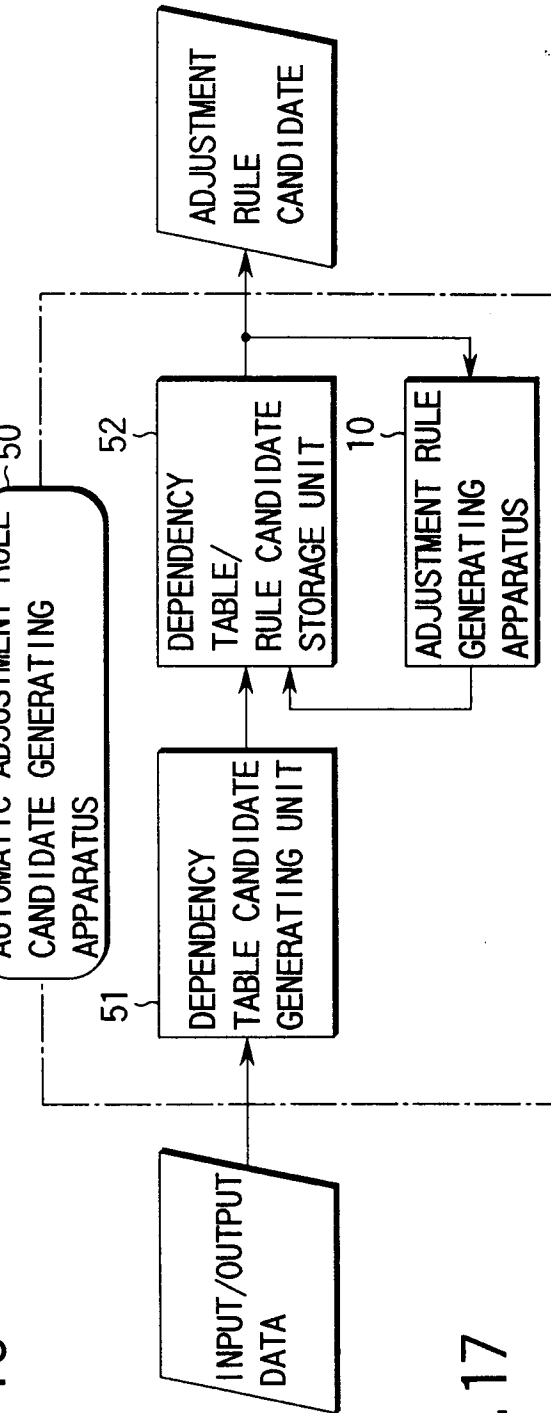 AUTOMATIC ADJUSTMENT RULE
CANDIDATE GENERATING
APPARATUS
50
INPUT/OUTPUT
DATA
51
DEPENDENCY
TABLE CANDIDATE
GENERATING UNIT
52
DEPENDENCY
TABLE/
RULE CANDIDATE
STORAGE UNIT
10
ADJUSTMENT RULE
GENERATING
APPARATUS
ADJUSTMENT
RULE
CANDIDATE
.17